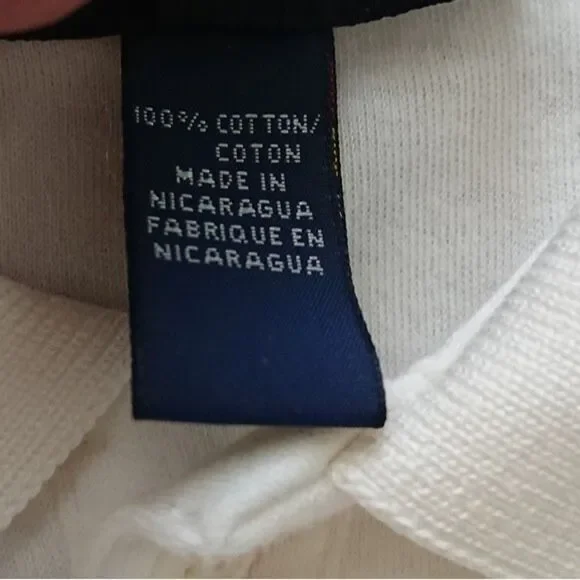 100% COTTON/
COTON
MADE IN
NICARAGUA
FABRIQUE EN
NICARAGUA